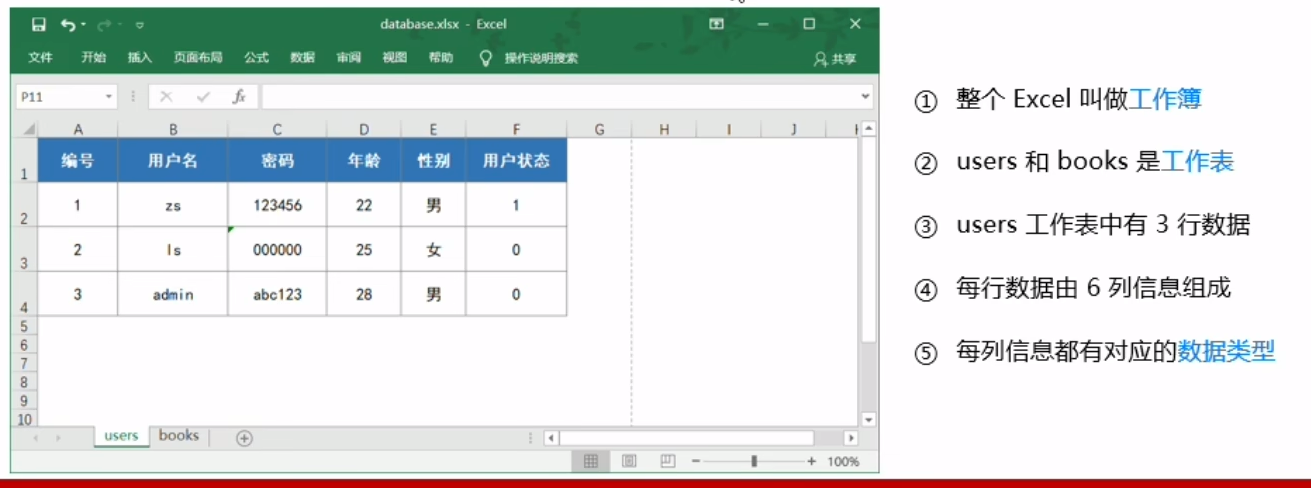 database.xlsx - Excel
文件 开始 插入 页面布局 公式 数据 审阅 视图 帮助 操作说明搜索 共享
P11 fx
A B C D E F G H I J
1 编号 用户名 密码 年龄 性别 用户状态
2 1 zs 123456 22 男 1
3 2 ls 000000 25 女 0
4 3 admin abc123 28 男 0
5
6
7
8
9
10
users books
100%
① 整个 Excel 叫做工作簿
② users 和 books 是工作表
③ users 工作表中有 3 行数据
④ 每行数据由 6 列信息组成
⑤ 每列信息都有对应的数据类型